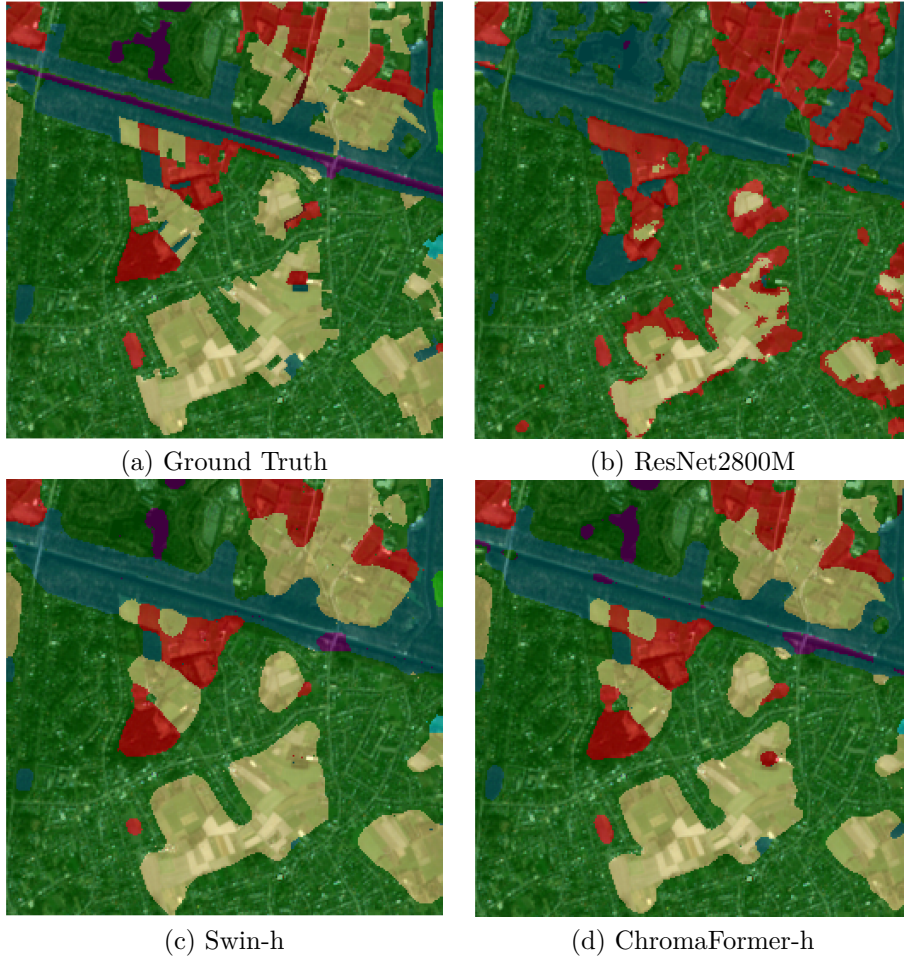 (a) Ground Truth
(b) ResNet2800M
(c) Swin-h
(d) ChromaFormer-h